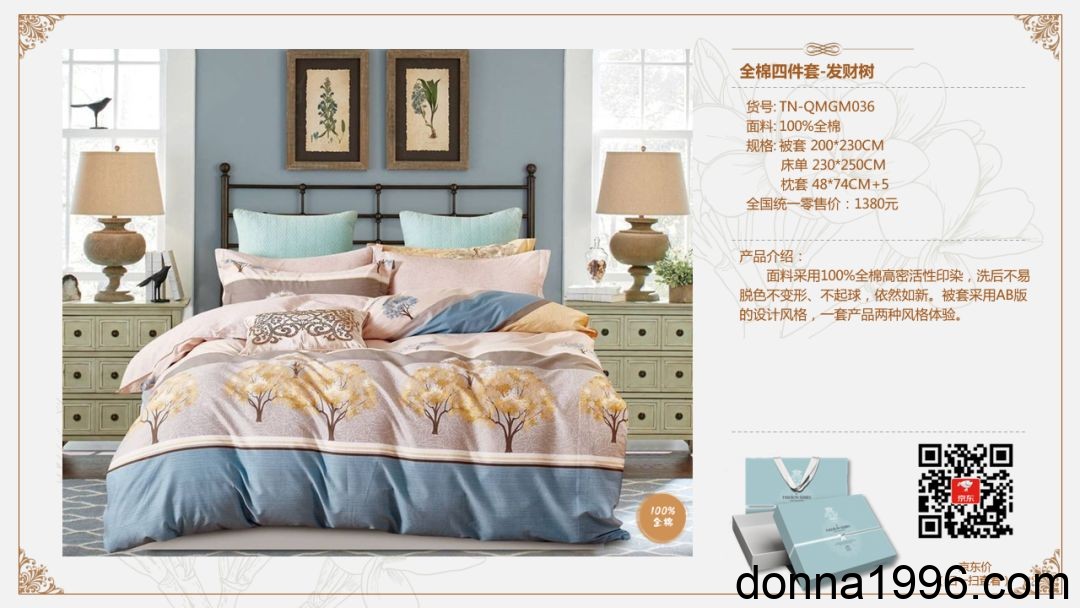 全棉四件套-发财树
货号: TN-QMGM036
面料: 100%全棉
规格: 被套 200*230CM
床单 230*250CM
枕套 48*74CM+5
全国统一零售价：1380元
产品介绍：
面料采用100%全棉高密活性印染，洗后不易
脱色不变形、不起球，依然如新。被套采用AB版
的设计风格，一套产品两种风格体验。
100%
全棉
京东
京东价
扫查看
donna1996.com